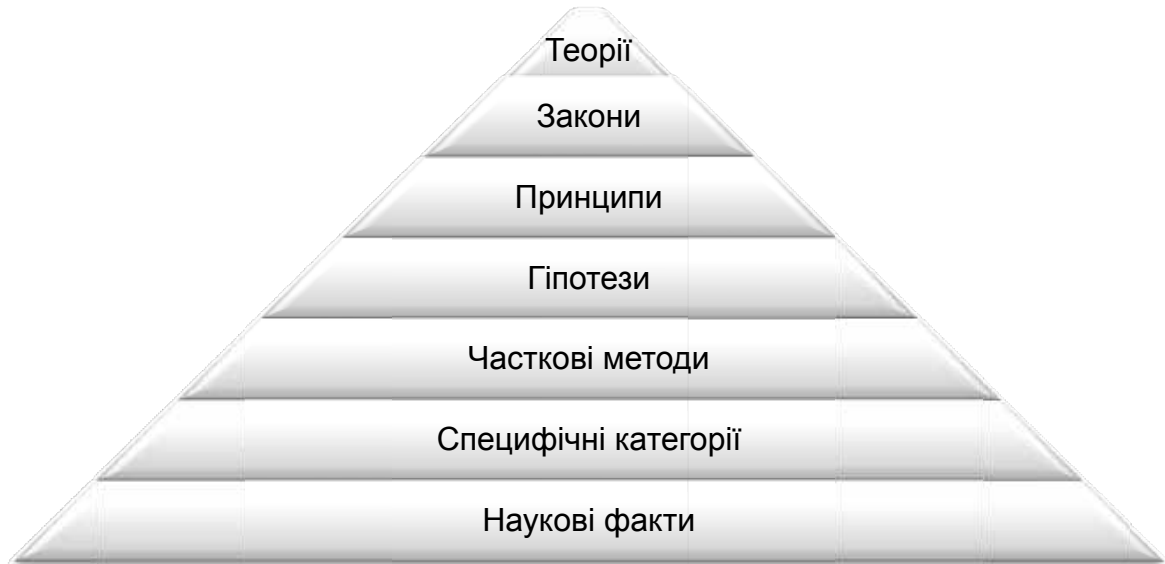 Теорії
Закони
Принципи
Гіпотези
Часткові методи
Специфічні категорії
Наукові факти